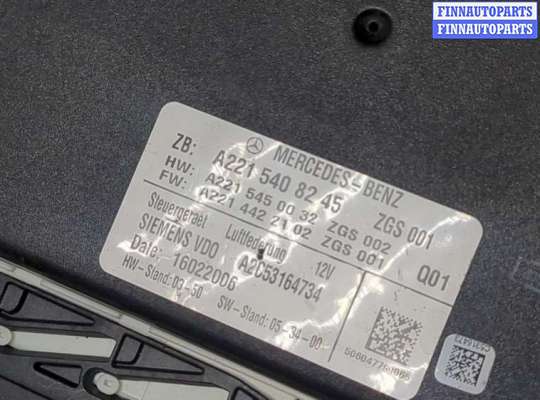 FINNAUTOPARTS
FINNAUTOPARTS
MERCEDES-BENZ
ZB: A221 540 82 45 ZGS 001
HW: A221 545 00 32 ZGS 002
FW: A221 442 21 02 ZGS 001 Q01
Steuergeraet Luftfederung 12V
SIEMENS VDO A2C53164734
Date: 16022006
HW-Stand:03-50 SW-Stand: 05-34-00